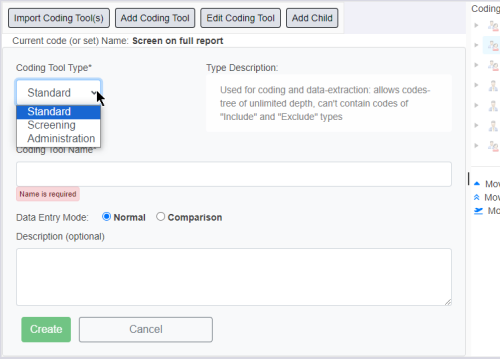 Import Coding Tool(s) Add Coding Tool Edit Coding Tool Add Child
Coding
Current code (or set) Name: Screen on full report
Coding Tool Type*
Type Description:
Standard
Used for coding and data-extraction: allows codes-
tree of unlimited depth, can't contain codes of
"Include" and "Exclude" types
Standard
Screening
Administration
Coding Tool Name*
Name is required
Data Entry Mode: Normal Comparison
Description (optional)
Create Cancel
Mov
Mov
Mo